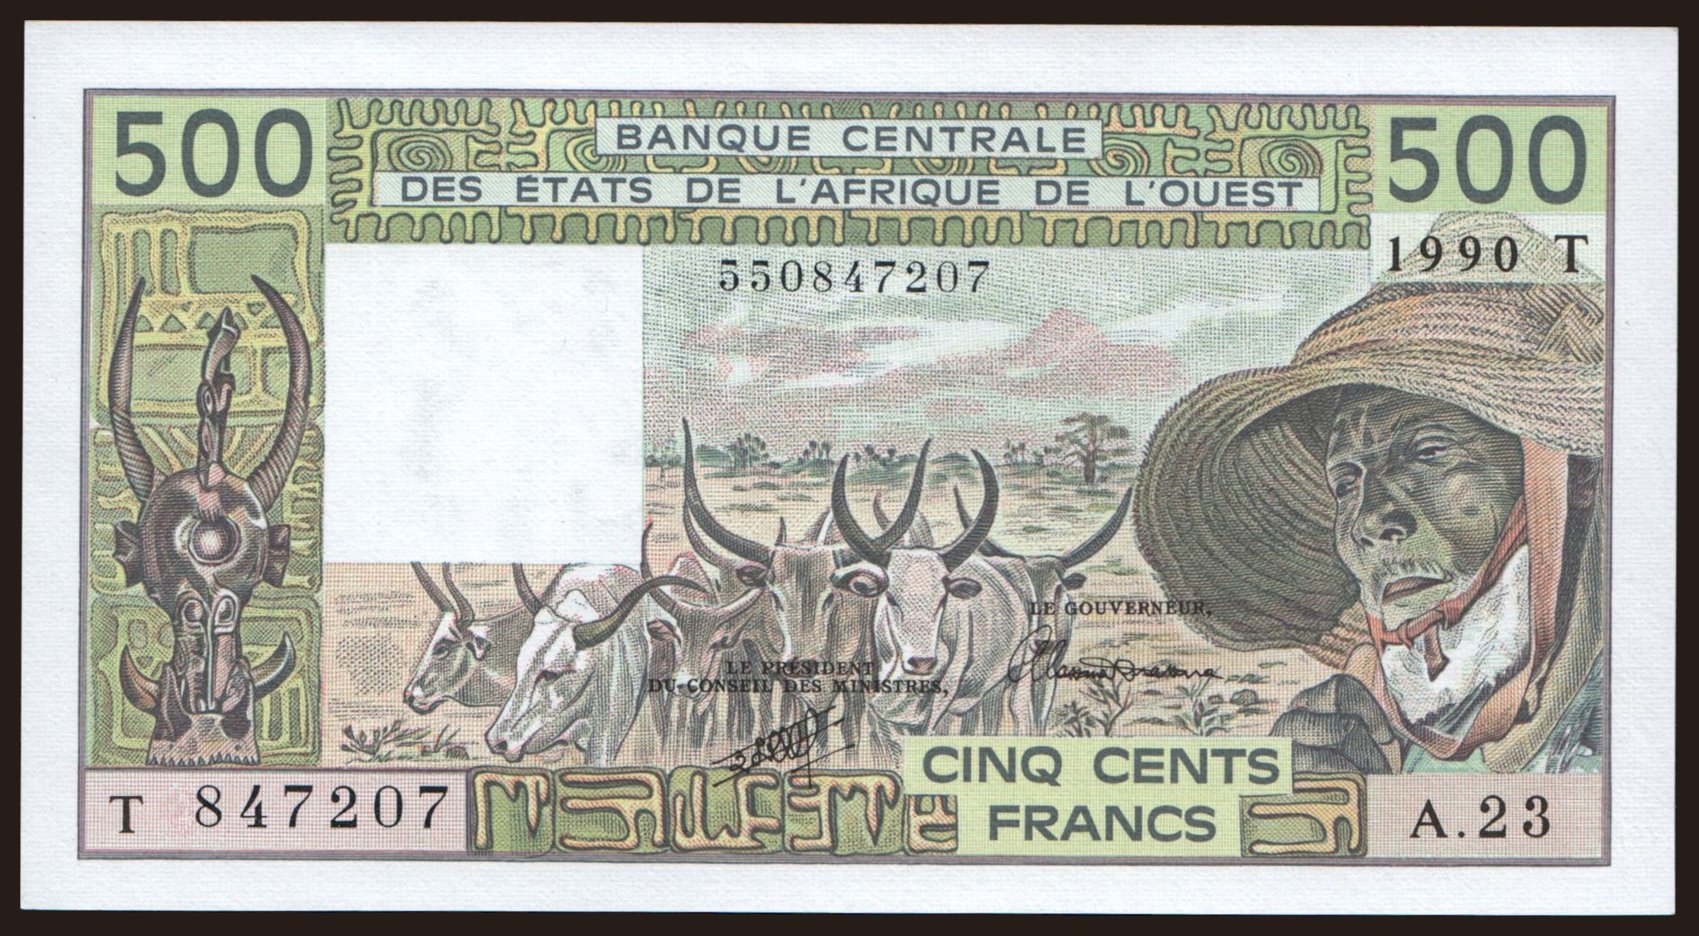 500
BANQUE CENTRALE
DES ÉTATS DE L'AFRIQUE DE L'OUEST
500
1990 T
550847207
LE GOUVERNEUR,
LE PRÉSIDENT
DU CONSEIL DES MINISTRES,
CINQ CENTS
FRANCS
T 847207
A.23